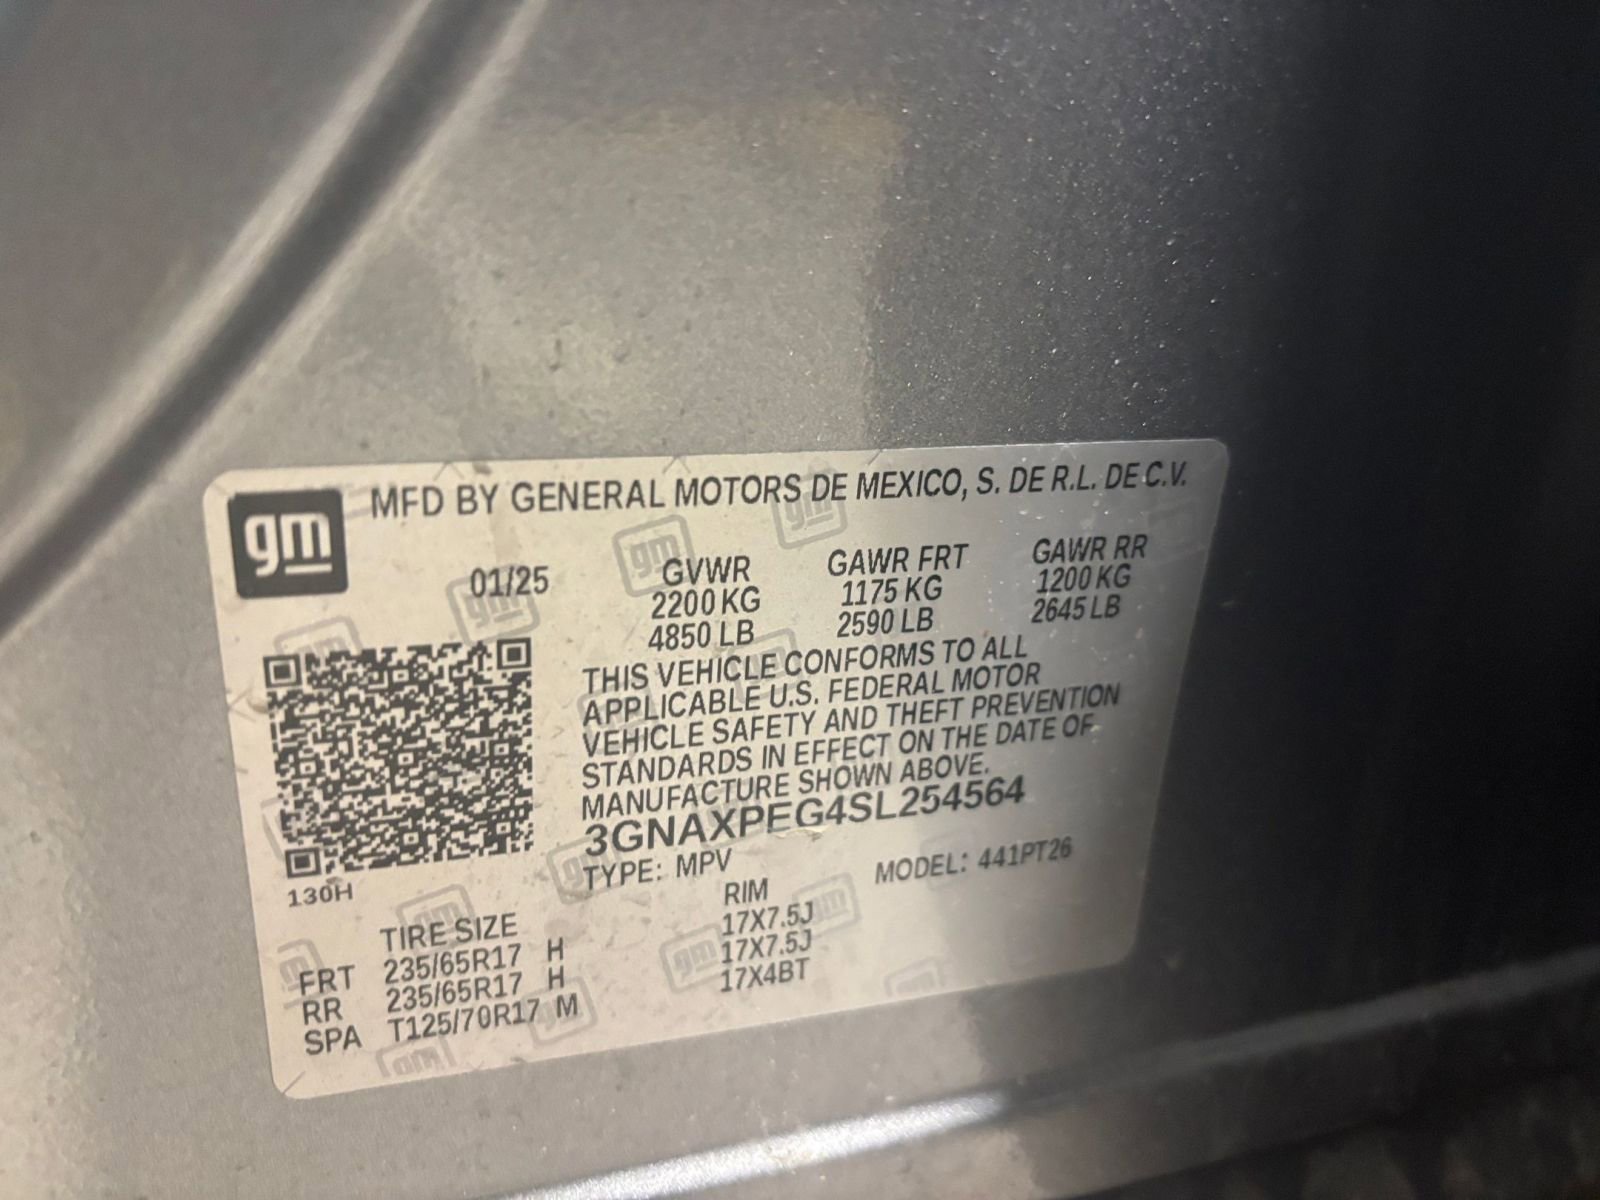 gm
MFD BY GENERAL MOTORS DE MEXICO, S. DE R.L. DE C.V.
01/25 GVWR GAWR FRT GAWR RR
2200 KG 1175 KG 1200 KG
4850 LB 2590 LB 2645 LB
THIS VEHICLE CONFORMS TO ALL
APPLICABLE U.S. FEDERAL MOTOR
VEHICLE SAFETY AND THEFT PREVENTION
STANDARDS IN EFFECT ON THE DATE OF
MANUFACTURE SHOWN ABOVE.
3GNAXPEG4SL254564
TYPE: MPV MODEL: 441PT26
130H
TIRE SIZE RIM
FRT 235/65R17 H 17X7.5J
RR 235/65R17 H 17X7.5J
SPA T125/70R17 M 17X4BT